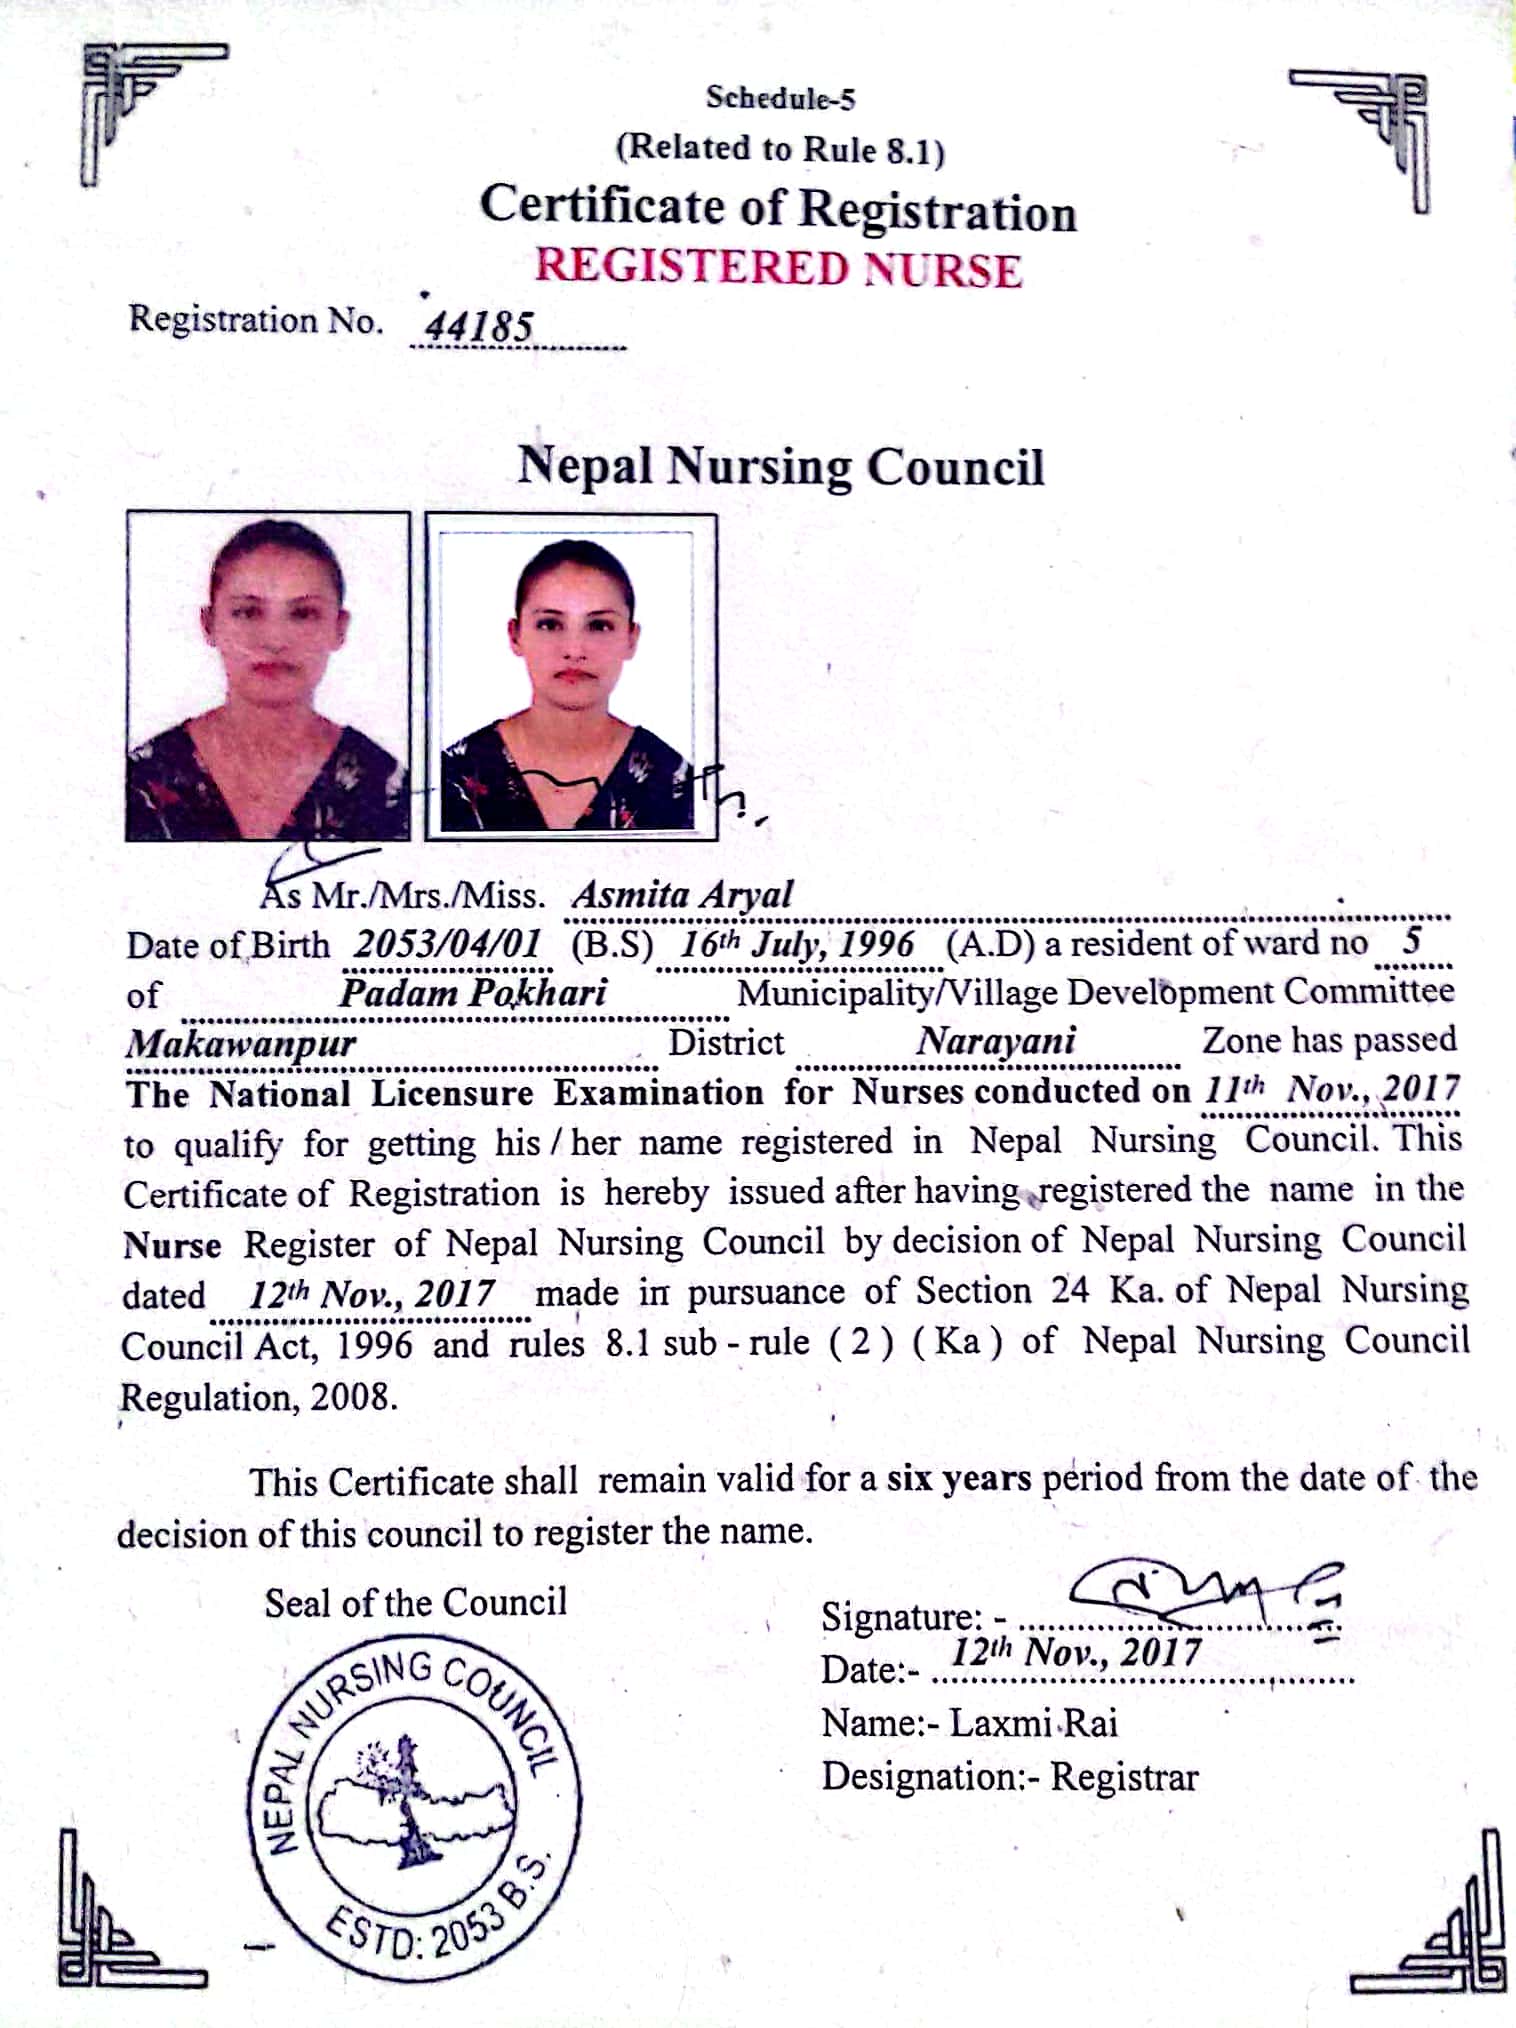 Schedule-5
(Related to Rule 8.1)
Certificate of Registration
REGISTERED NURSE
Registration No. 44185
Nepal Nursing Council
As Mr./Mrs./Miss. Asmita Aryal
Date of Birth 2053/04/01 (B.S) 16th July, 1996 (A.D) a resident of ward no 5
of Padam Pokhari Municipality/Village Development Committee
Makawanpur District Narayani Zone has passed
The National Licensure Examination for Nurses conducted on 11th Nov., 2017
to qualify for getting his / her name registered in Nepal Nursing Council. This
Certificate of Registration is hereby issued after having registered the name in the
Nurse Register of Nepal Nursing Council by decision of Nepal Nursing Council
dated 12th Nov., 2017 made in pursuance of Section 24 Ka. of Nepal Nursing
Council Act, 1996 and rules 8.1 sub - rule ( 2 ) ( Ka ) of Nepal Nursing Council
Regulation, 2008.
This Certificate shall remain valid for a six years period from the date of the
decision of this council to register the name.
Seal of the Council
NEPAL NURSING COUNCIL
ESTD: 2053 B.S.
Signature: -
Date:- 12th Nov., 2017
Name:- Laxmi Rai
Designation:- Registrar